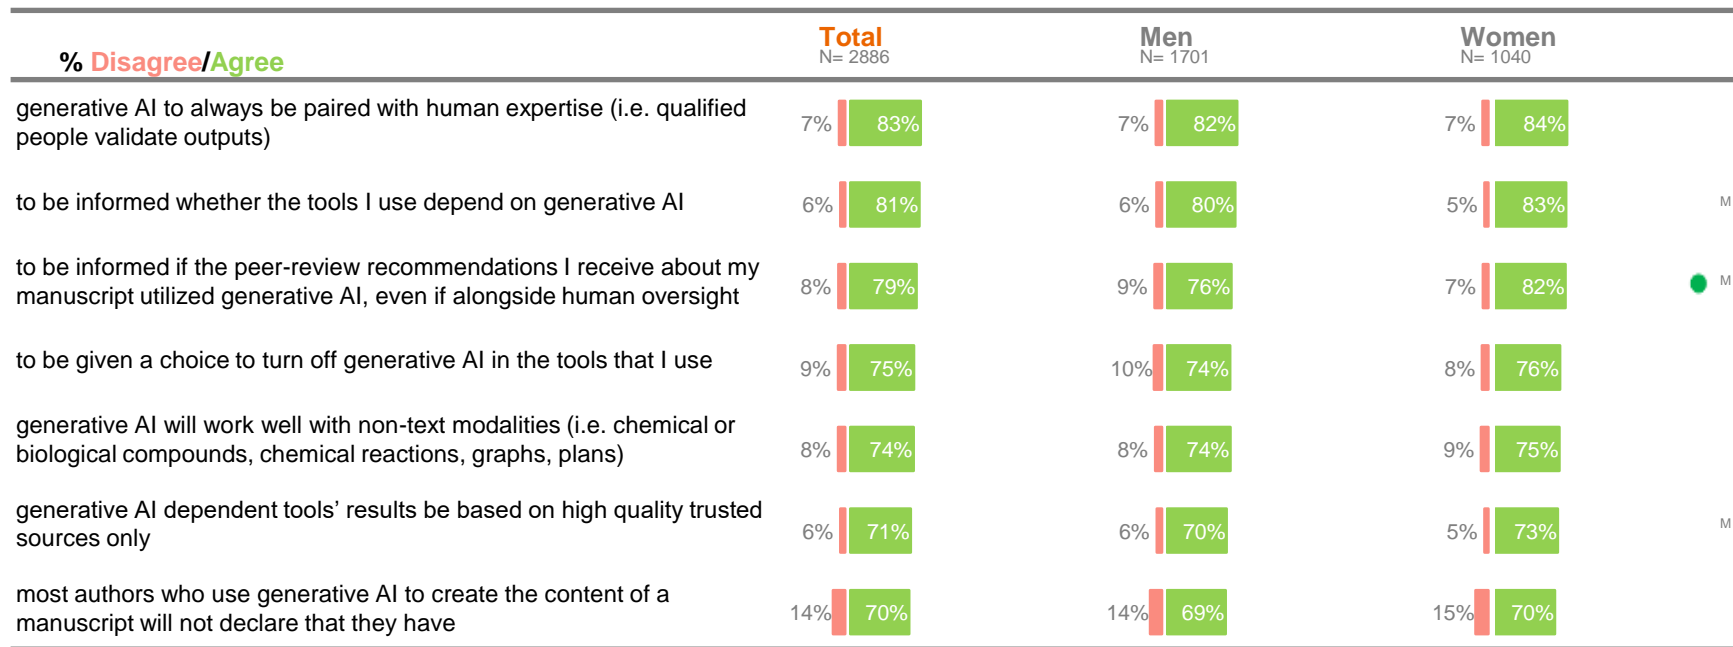 Total
Men
Women
N= 2886
N= 1701
N= 1040
% Disagree/Agree
generative AI to always be paired with human expertise (i.e. qualified
people validate outputs)
7% 83% 7% 82% 7% 84%
to be informed whether the tools I use depend on generative AI
6% 81% 6% 80% 5% 83% M
to be informed if the peer-review recommendations I receive about my
manuscript utilized generative AI, even if alongside human oversight
8% 79% 9% 76% 7% 82% M
to be given a choice to turn off generative AI in the tools that I use
9% 75% 10% 74% 8% 76%
generative AI will work well with non-text modalities (i.e. chemical or
biological compounds, chemical reactions, graphs, plans)
8% 74% 8% 74% 9% 75%
generative AI dependent tools’ results be based on high quality trusted
sources only
6% 71% 6% 70% 5% 73% M
most authors who use generative AI to create the content of a
manuscript will not declare that they have
14% 70% 14% 69% 15% 70%